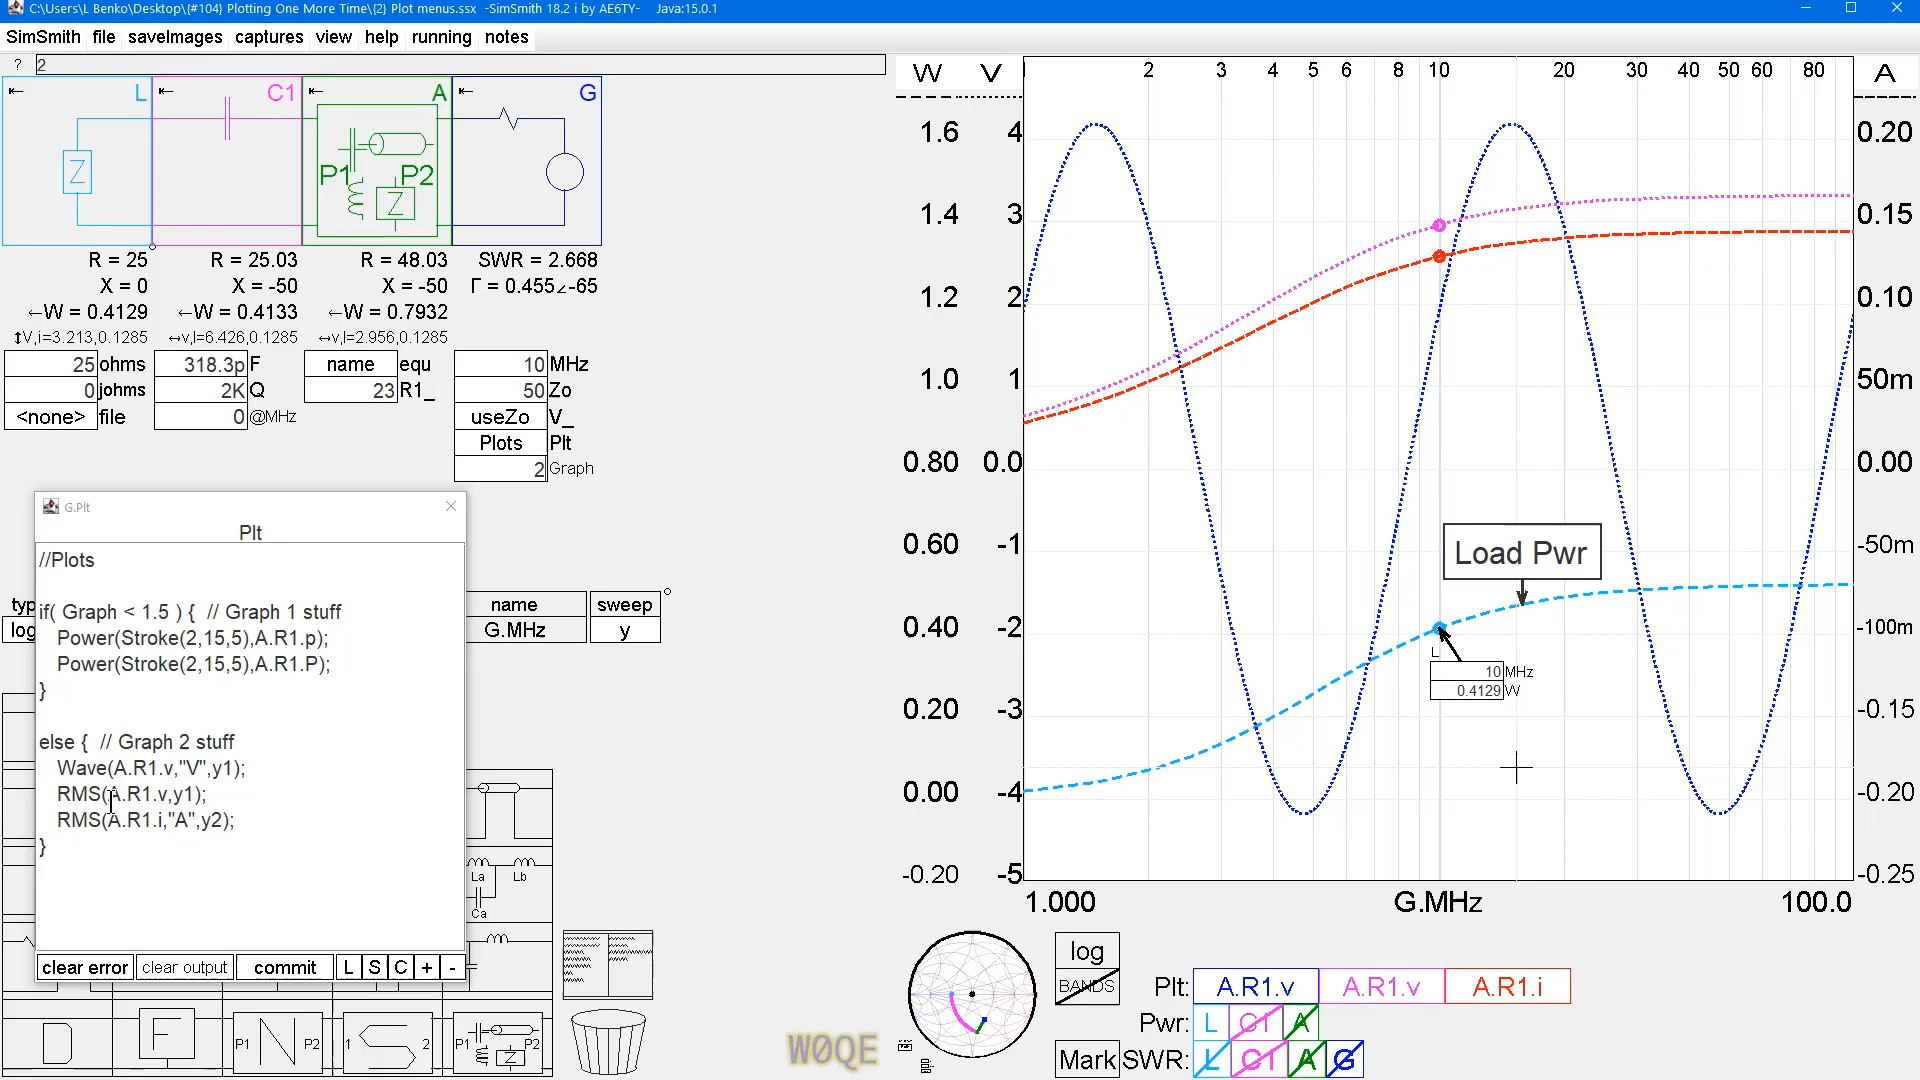 C:\Users\L Benko\Desktop\{#104} Plotting One More Time\{2} Plot menus.ssx -SimSmith 18.2 i by AE6TY- Java:15.0.1
SimSmith file saveImages captures view help running notes
? 2
L C1 A G
Z P1 P2 Z
R = 25 R = 25.03 R = 48.03 SWR = 2.668
X = 0 X = -50 X = -50 Γ = 0.455∠-65
←W = 0.4129 ←W = 0.4133 ←W = 0.7932
↕V,i=3.213,0.1285 ↔v,I=6.426,0.1285 ↔v,I=2.956,0.1285
25 ohms 318.3p F name equ 10 MHz
0 johms 2K Q 23 R1_ 50 Zo
<none> file 0 @MHz useZo V_
Plots Plt
2 Graph
G.Plt
Plt
//Plots
if( Graph < 1.5 ) { // Graph 1 stuff
Power(Stroke(2,15,5),A.R1.p);
Power(Stroke(2,15,5),A.R1.P);
}
else { // Graph 2 stuff
Wave(A.R1.v,"V",y1);
RMS(A.R1.v,y1);
RMS(A.R1.i,"A",y2);
}
clear error clear output commit L S C + -
typ name sweep
log G.MHz y
La Lb
Ca
D F P1 N P2 1 S 2 P1 P2 Z
W0QE
W V 2 3 4 5 6 8 10 20 30 40 50 60 80 A
1.6 4 0.20
1.4 3 0.15
1.2 2 0.10
1.0 1 50m
0.80 0.0 0.00
0.60 -1 -50m
0.40 -2 -100m
0.20 -3 -0.15
0.00 -4 -0.20
-0.20 -5 -0.25
Load Pwr
L
10 MHz
0.4129 W
1.000 G.MHz 100.0
log
BANDS
Plt: A.R1.v A.R1.v A.R1.i
Pwr: L C1 A
Mark SWR: L C1 A G